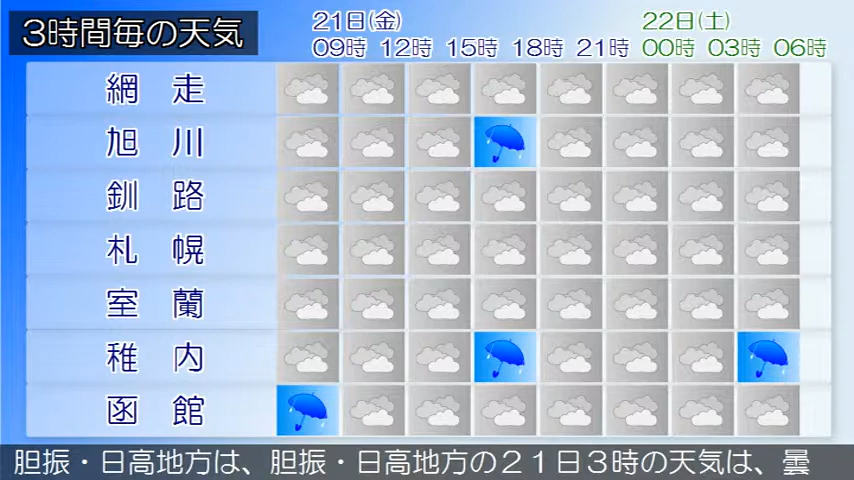 3時間毎の天気
21日(金) 22日(土)
09時 12時 15時 18時 21時 00時 03時 06時
網走
旭川
釧路
札幌
室蘭
稚内
函館
胆振・日高地方は、胆振・日高地方の２１日３時の天気は、曇